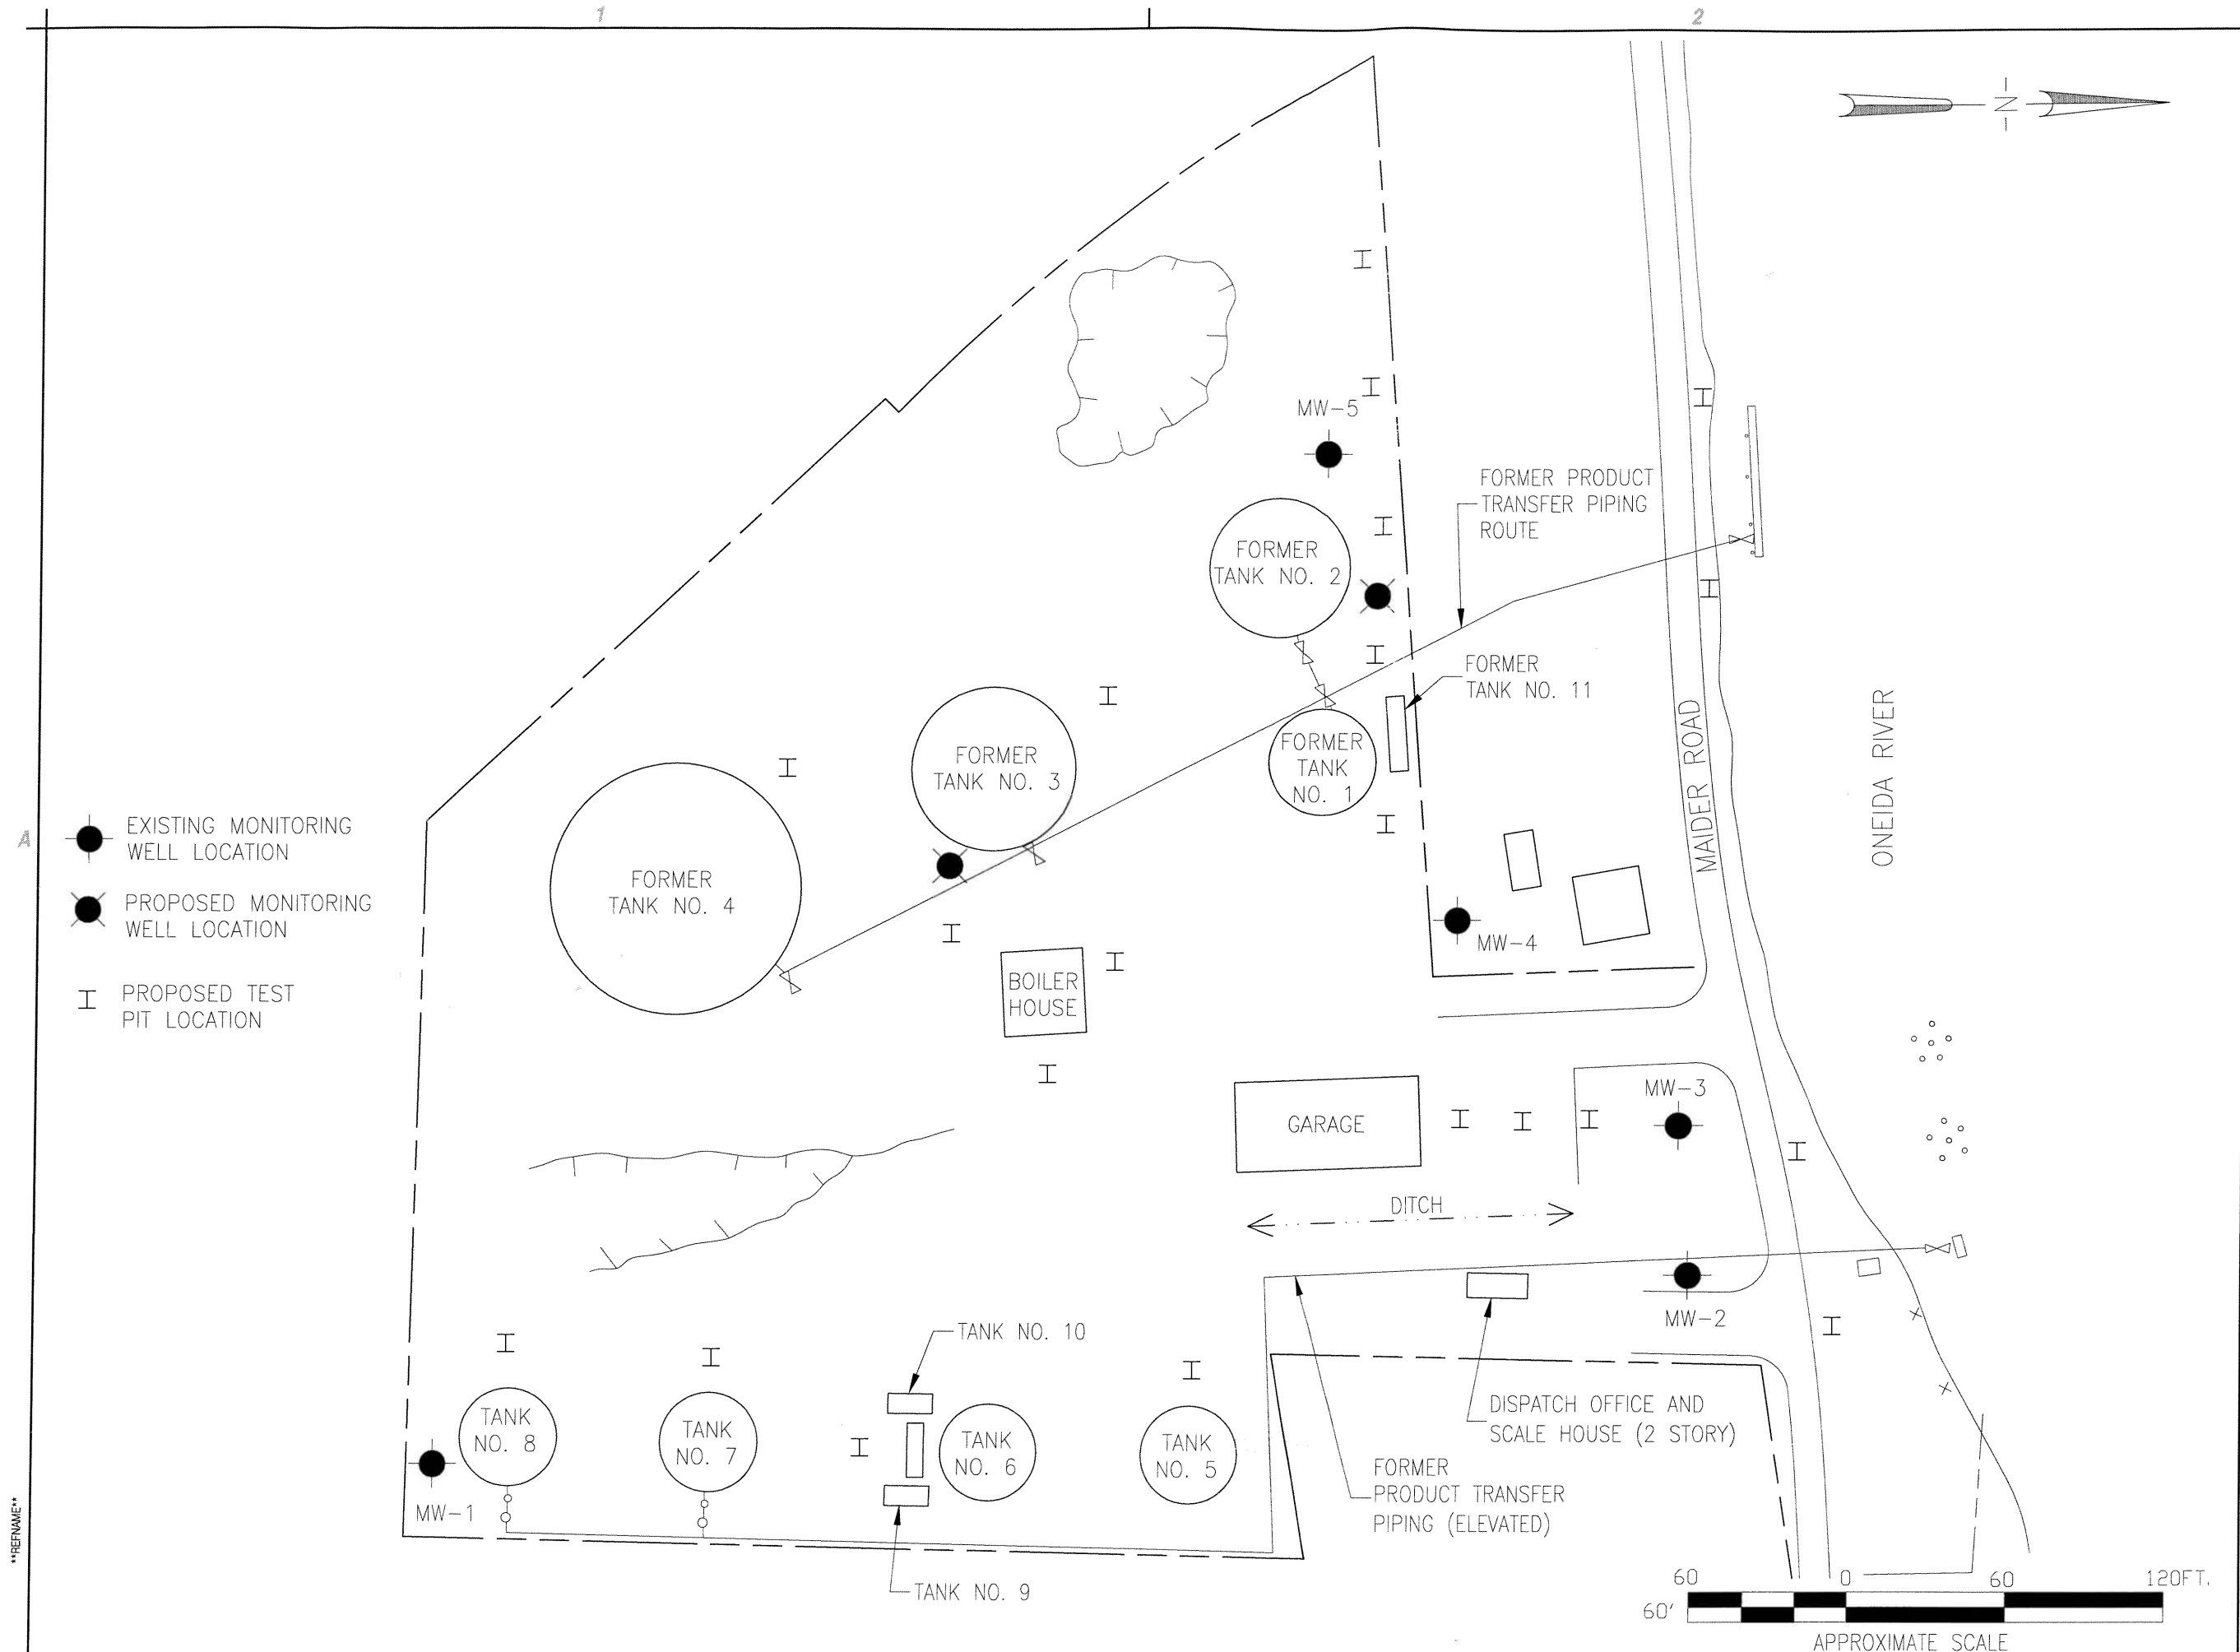 1
2
N
MW-5
FORMER PRODUCT
TRANSFER PIPING
ROUTE
FORMER
TANK NO. 2
FORMER
TANK NO. 11
MAIDER ROAD
ONEIDA RIVER
FORMER
TANK NO. 3
FORMER
TANK
NO. 1
A
EXISTING MONITORING
WELL LOCATION
PROPOSED MONITORING
WELL LOCATION
PROPOSED TEST
PIT LOCATION
FORMER
TANK NO. 4
MW-4
BOILER
HOUSE
MW-3
GARAGE
DITCH
MW-2
TANK NO. 10
DISPATCH OFFICE AND
SCALE HOUSE (2 STORY)
TANK
NO. 8
TANK
NO. 7
TANK
NO. 6
TANK
NO. 5
FORMER
PRODUCT TRANSFER
PIPING (ELEVATED)
MW-1
TANK NO. 9
**REFNAME**
60 0 60 120FT.
60'
APPROXIMATE SCALE